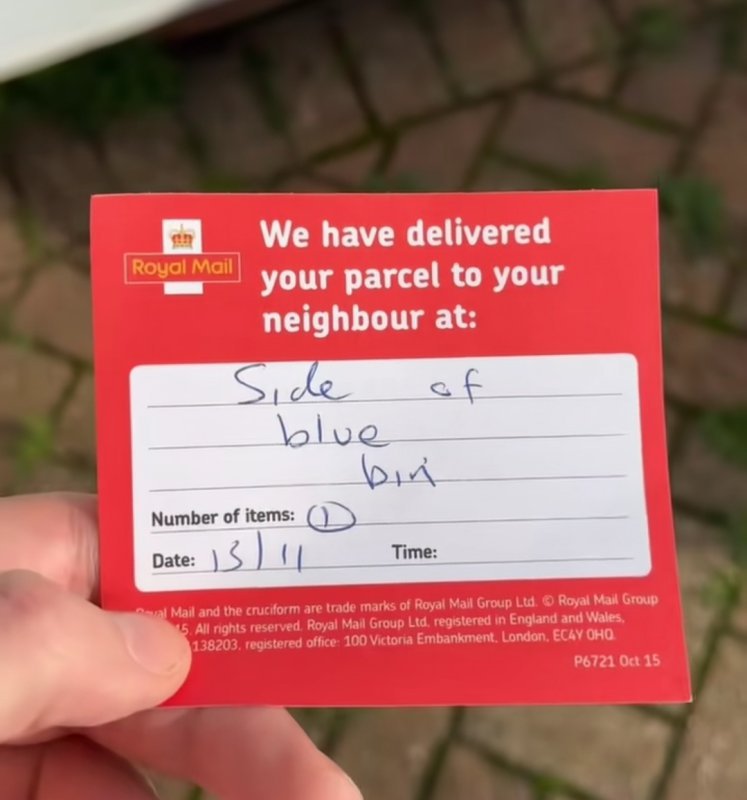 Royal Mail
We have delivered
your parcel to your
neighbour at:
Side of
blue
bin
Number of items: 1
Date: 13/11 Time:
Mail and the cruciform are trade marks of Royal Mail Group Ltd. © Royal Mail Group
15. All rights reserved. Royal Mail Group Ltd, registered in England and Wales,
138203, registered office: 100 Victoria Embankment, London, EC4Y 0HQ.
P6721 Oct 15